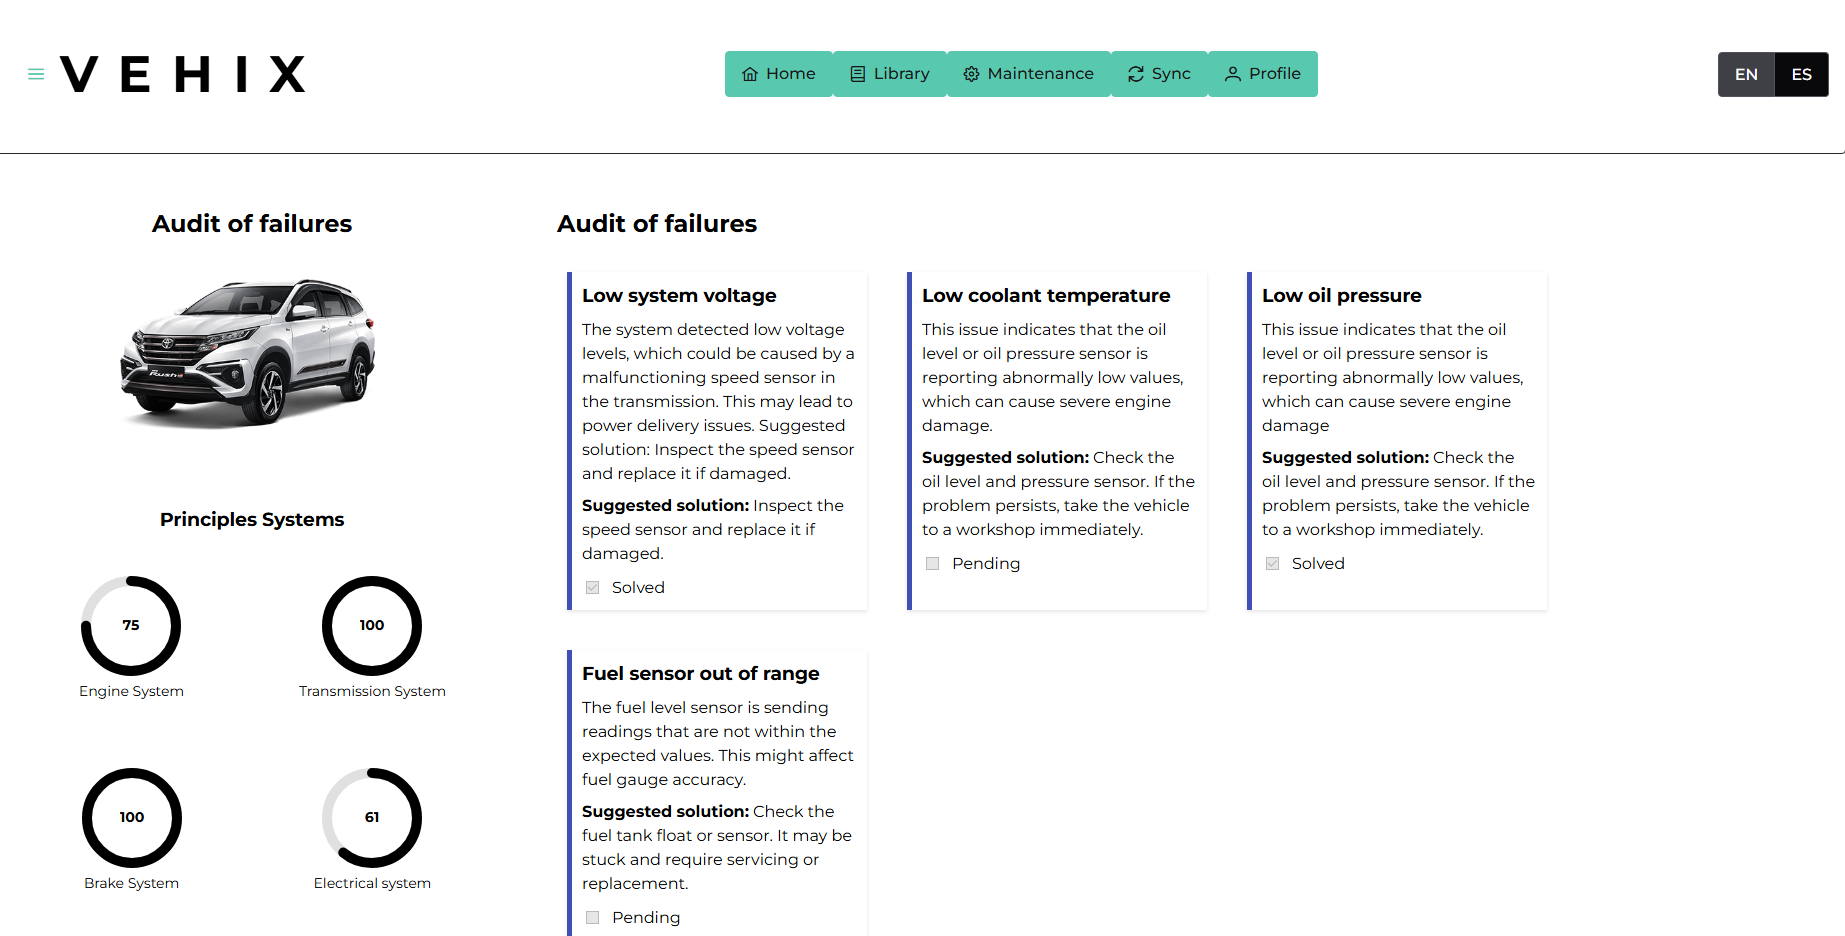 VEHIX
Home
Library
Maintenance
Sync
Profile
EN
ES
Audit of failures
Rush
Principles Systems
75
Engine System
100
Transmission System
100
Brake System
61
Electrical system
Audit of failures
Low system voltage
The system detected low voltage
levels, which could be caused by a
malfunctioning speed sensor in
the transmission. This may lead to
power delivery issues. Suggested
solution: Inspect the speed sensor
and replace it if damaged.
Suggested solution: Inspect the
speed sensor and replace it if
damaged.
Solved
Low coolant temperature
This issue indicates that the oil
level or oil pressure sensor is
reporting abnormally low values,
which can cause severe engine
damage.
Suggested solution: Check the
oil level and pressure sensor. If the
problem persists, take the vehicle
to a workshop immediately.
Pending
Low oil pressure
This issue indicates that the oil
level or oil pressure sensor is
reporting abnormally low values,
which can cause severe engine
damage
Suggested solution: Check the
oil level and pressure sensor. If the
problem persists, take the vehicle
to a workshop immediately.
Solved
Fuel sensor out of range
The fuel level sensor is sending
readings that are not within the
expected values. This might affect
fuel gauge accuracy.
Suggested solution: Check the
fuel tank float or sensor. It may be
stuck and require servicing or
replacement.
Pending